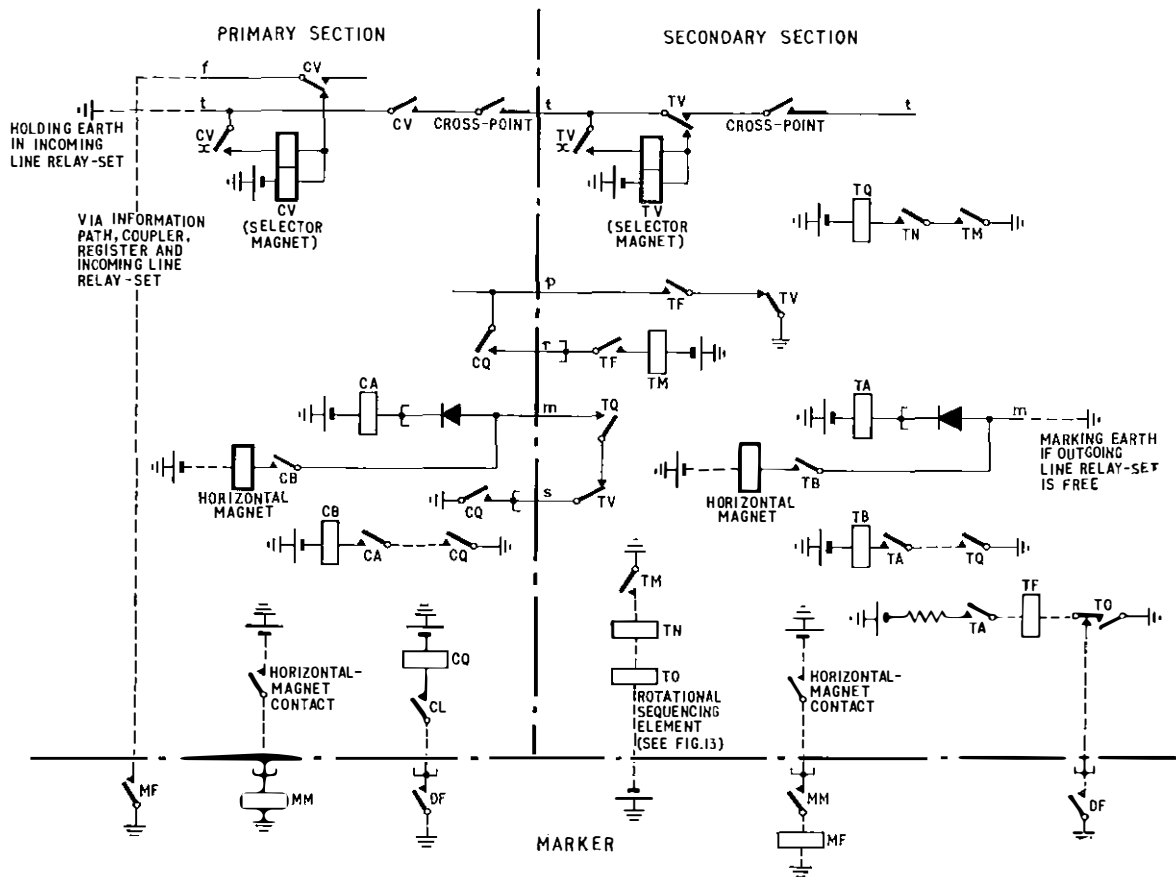 PRIMARY SECTION
SECONDARY SECTION
f
CV
t
CV
CROSS-POINT
t
TV
CROSS-POINT
t
HOLDING EARTH
IN INCOMING
LINE RELAY-SET
CV
x
TV
x
CV
(SELECTOR
MAGNET)
TV
(SELECTOR
MAGNET)
VIA INFORMATION
PATH, COUPLER,
REGISTER AND
INCOMING LINE
RELAY-SET
TQ
TN
TM
p
TF
TV
CQ
r
TF
TM
CA
m
TQ
TA
m
MARKING EARTH
IF OUTGOING
LINE RELAY-SET
IS FREE
CB
HORIZONTAL
MAGNET
TB
HORIZONTAL
MAGNET
CQ
s
TV
CB
CA
CQ
TB
TA
TQ
TM
TF
TA
TO
TN
CQ
TO
HORIZONTAL-
MAGNET
CONTACT
CL
ROTATIONAL
SEQUENCING
ELEMENT
(SEE FIG.13)
HORIZONTAL-
MAGNET
CONTACT
MF
MM
DF
MM
DF
MF
MARKER